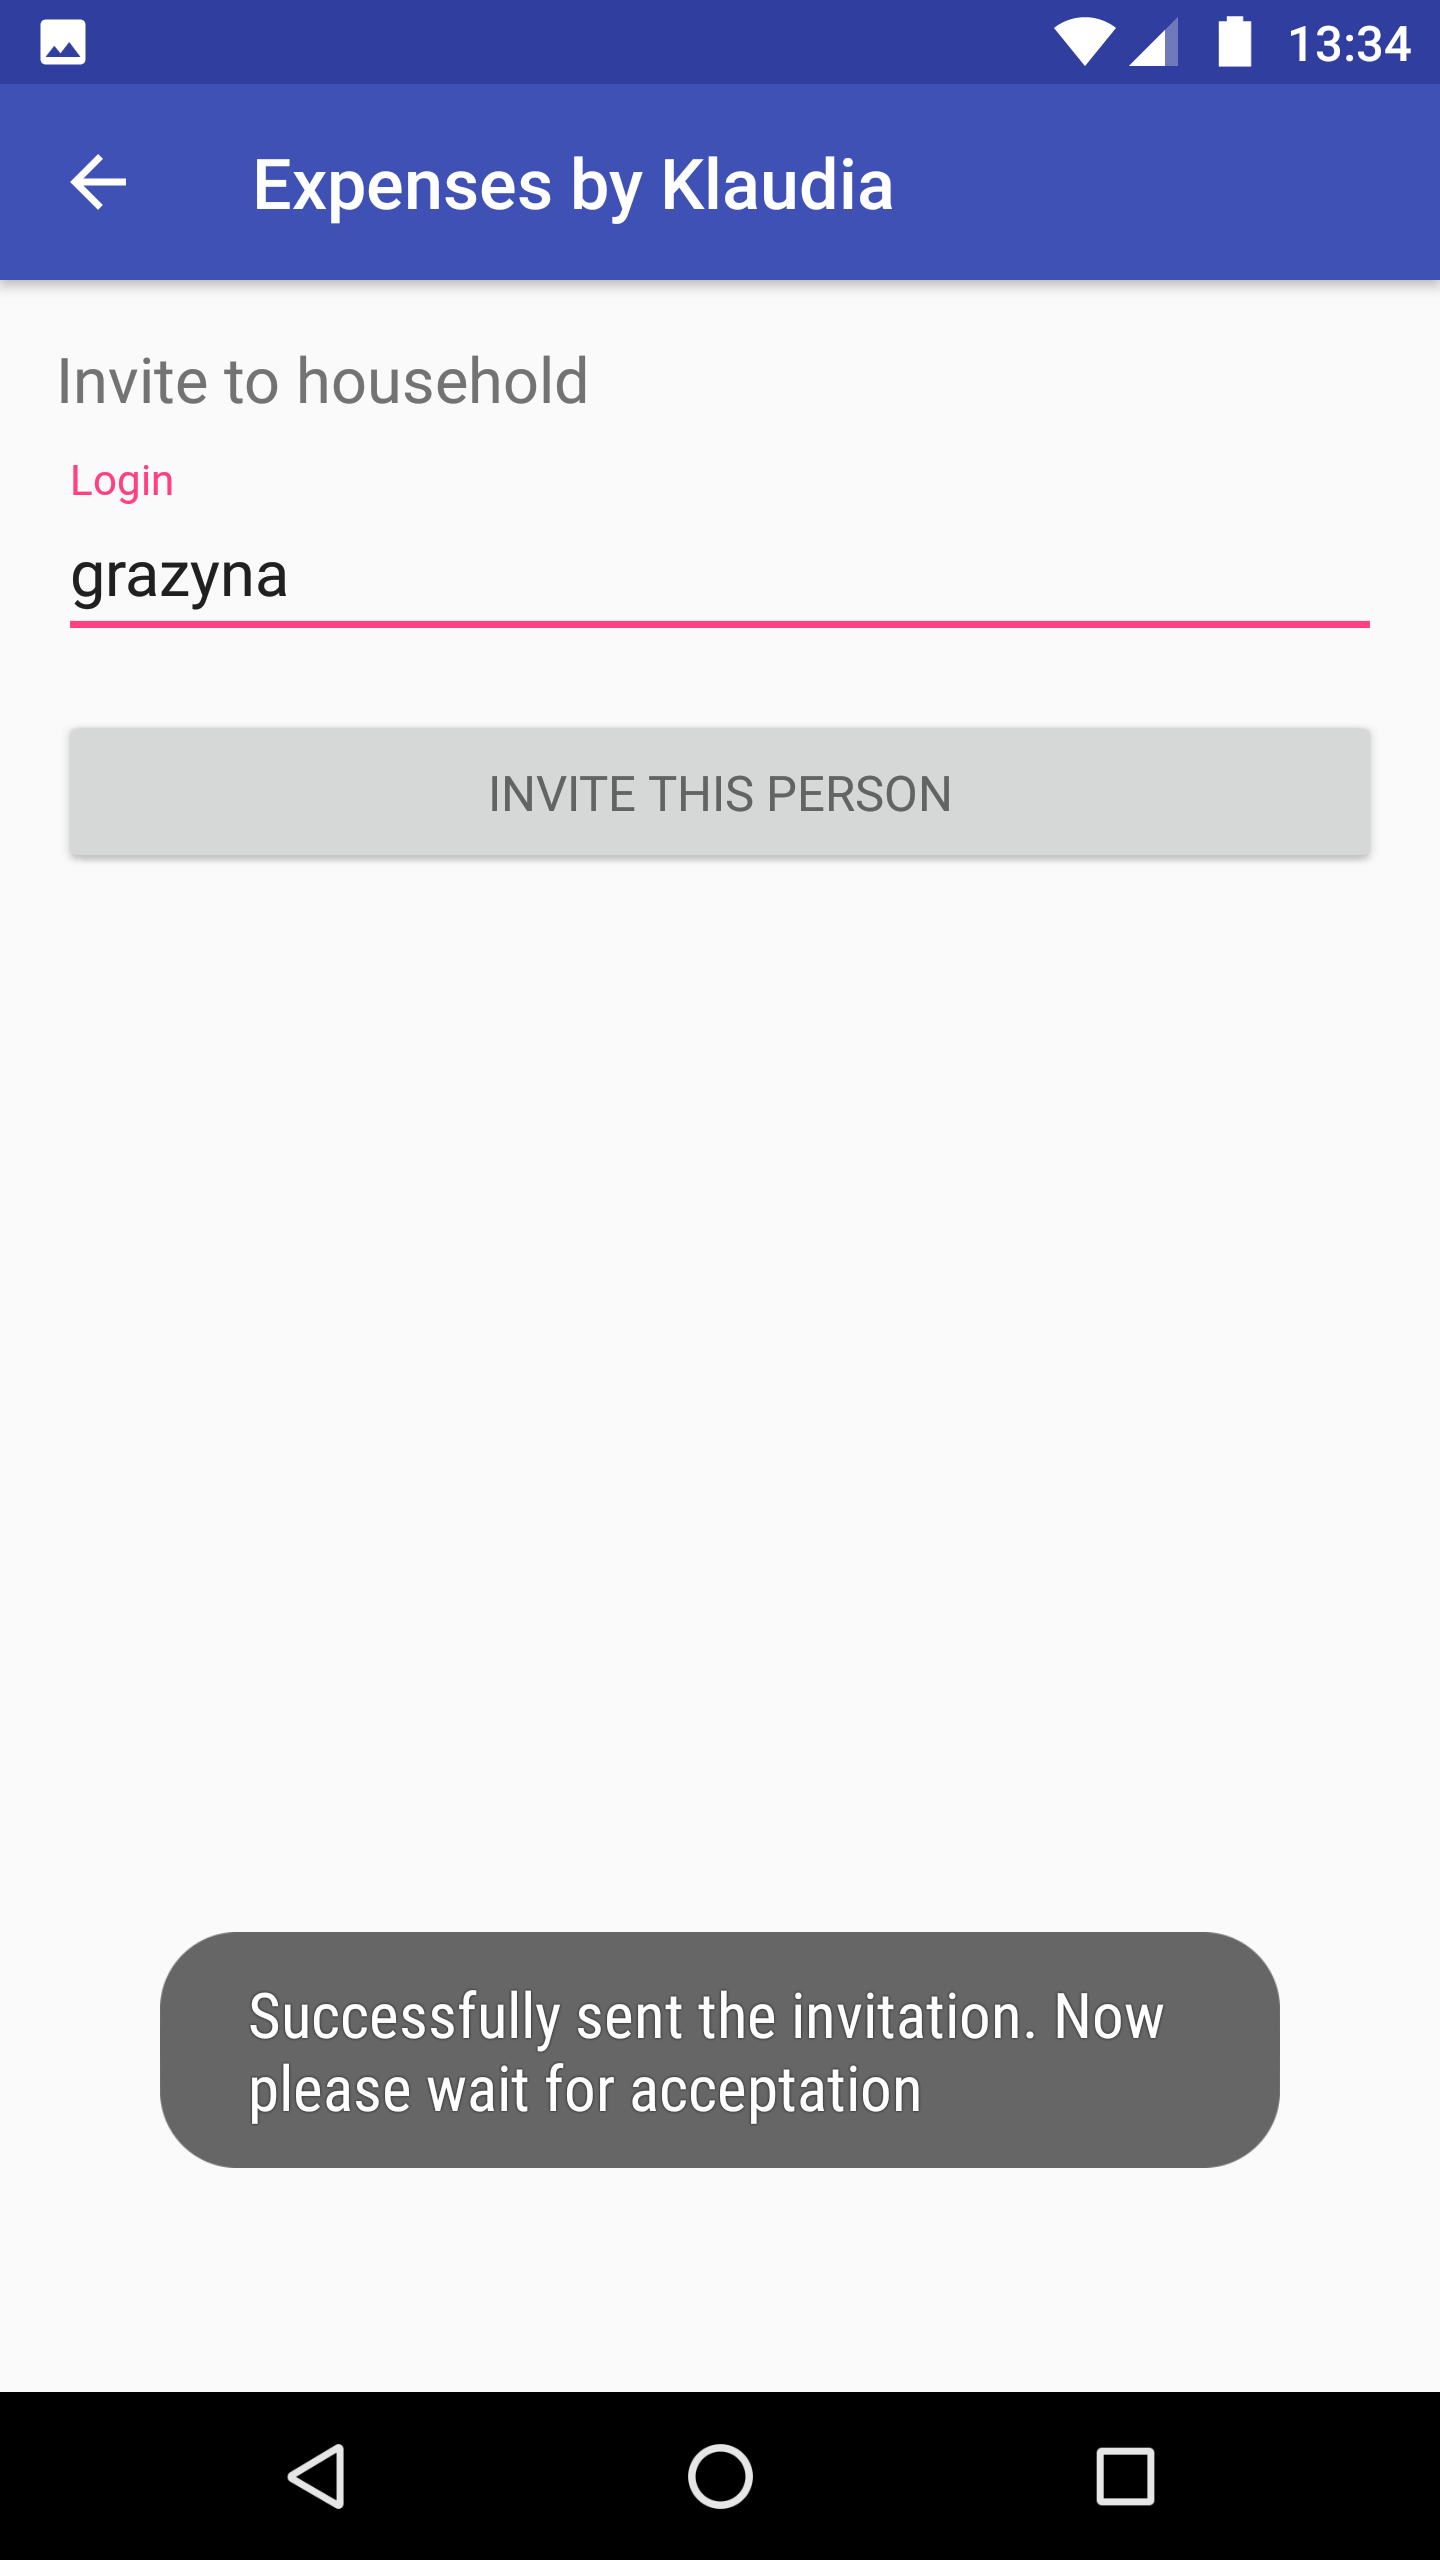 13:34
Expenses by Klaudia
Invite to household
Login
grazyna
INVITE THIS PERSON
Successfully sent the invitation. Now
please wait for acceptation